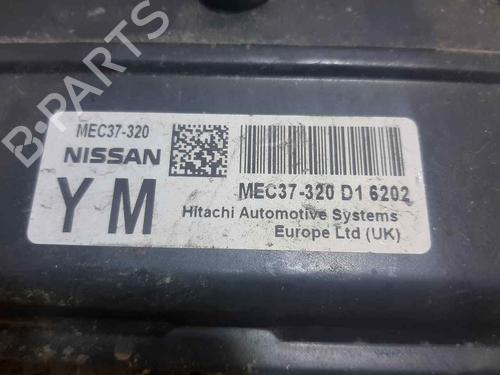 B-PARTS
MEC37-320
NISSAN
YM
MEC37-320 D1 6202
Hitachi Automotive Systems
Europe Ltd (UK)